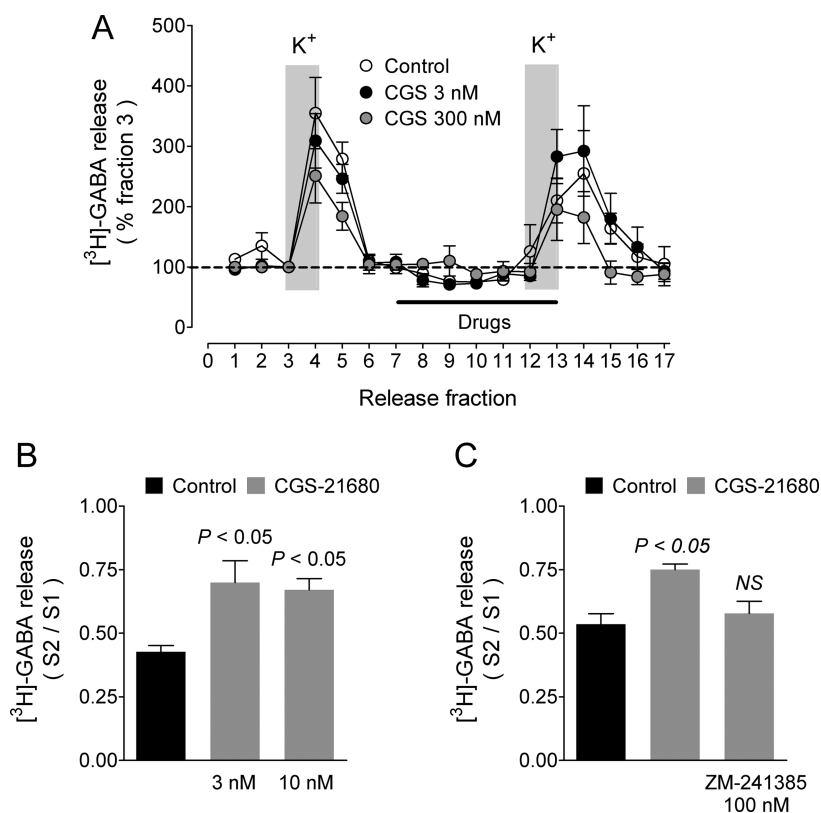 A
[³H]-GABA release
( % fraction 3 )
500
400
300
200
100
0
K⁺
K⁺
Control
CGS 3 nM
CGS 300 nM
Drugs
0 1 2 3 4 5 6 7 8 9 10 11 12 13 14 15 16 17
Release fraction
B
Control CGS-21680
[³H]-GABA release
( S2 / S1 )
1.00
0.75
0.50
0.25
0.00
P < 0.05
P < 0.05
3 nM 10 nM
C
Control CGS-21680
[³H]-GABA release
( S2 / S1 )
1.00
0.75
0.50
0.25
0.00
P < 0.05
NS
ZM-241385
100 nM